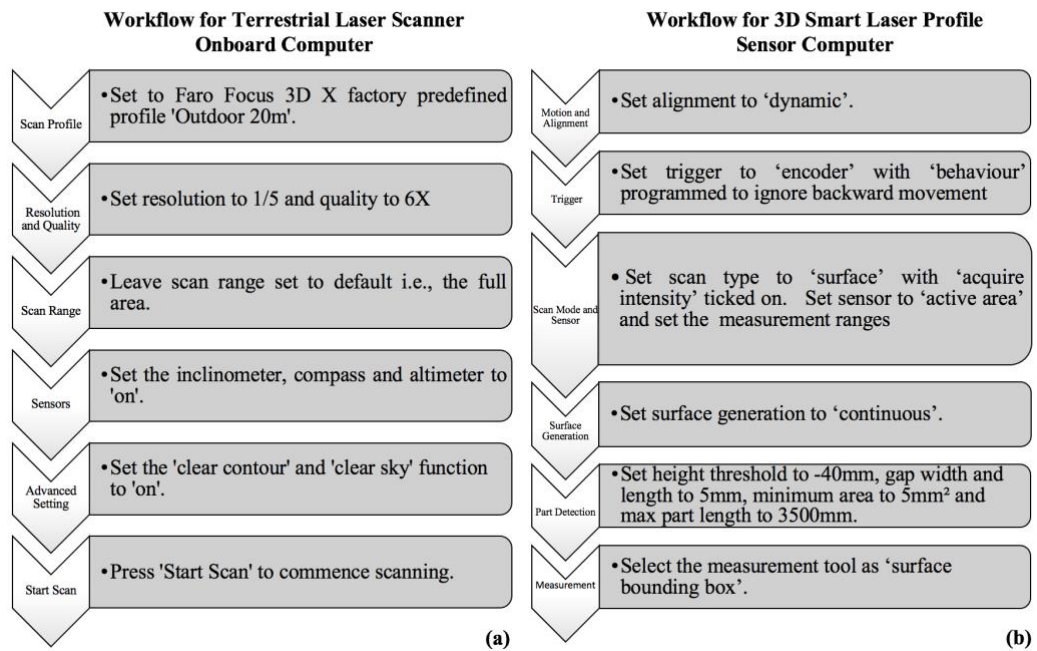 Workflow for Terrestrial Laser Scanner
Onboard Computer
Scan Profile
•Set to Faro Focus 3D X factory predefined
profile 'Outdoor 20m'.
Resolution
and Quality
•Set resolution to 1/5 and quality to 6X
Scan Range
•Leave scan range set to default i.e., the full
area.
Sensors
•Set the inclinometer, compass and altimeter to
'on'.
Advanced
Setting
•Set the 'clear contour' and 'clear sky' function
to 'on'.
Start Scan
•Press 'Start Scan' to commence scanning.
(a)
Workflow for 3D Smart Laser Profile
Sensor Computer
Motion and
Alignment
•Set alignment to ‘dynamic’.
Trigger
•Set trigger to ‘encoder’ with ‘behaviour’
programmed to ignore backward movement
Scan Mode and
Sensor
• Set scan type to ‘surface’ with ‘acquire
intensity’ ticked on. Set sensor to ‘active area’
and set the measurement ranges
Surface
Generation
•Set surface generation to ‘continuous’.
Part Detection
•Set height threshold to -40mm, gap width and
length to 5mm, minimum area to 5mm² and
max part length to 3500mm.
Measurement
•Select the measurement tool as ‘surface
bounding box’.
(b)